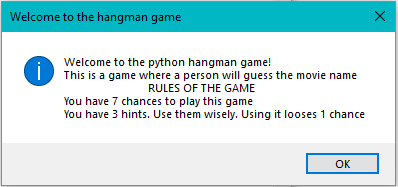 Welcome to the hangman game
Welcome to the python hangman game!
This is a game where a person will guess the movie name
RULES OF THE GAME
You have 7 chances to play this game
You have 3 hints. Use them wisely. Using it looses 1 chance
OK